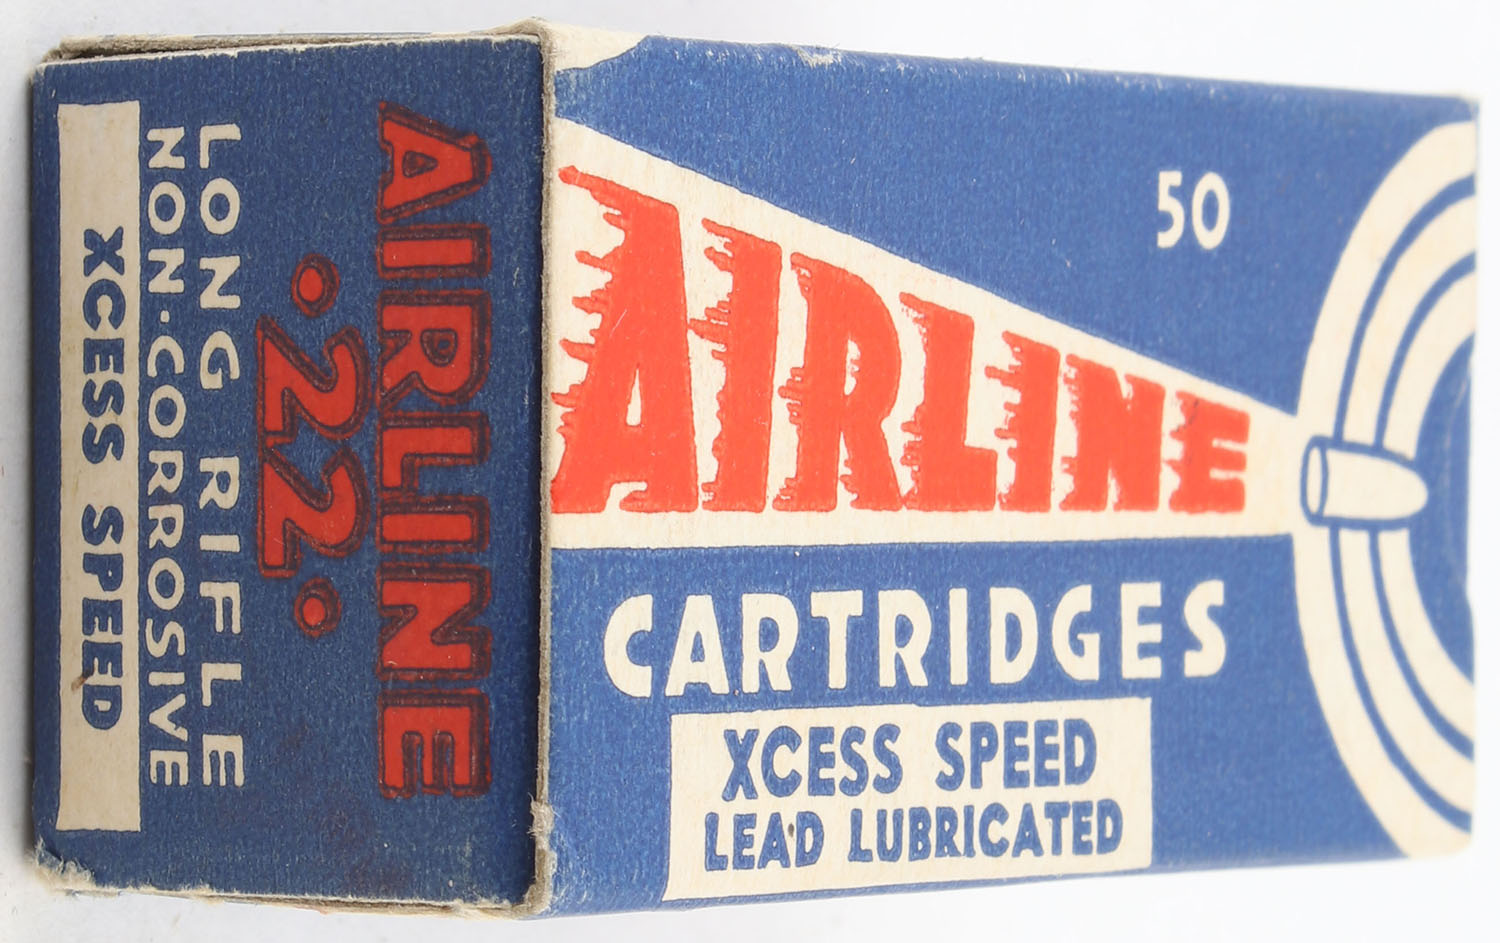 AIRLINE
.22.
LONG RIFLE
NON·CORROSIVE
XCESS SPEED
50
AIRLINE
CARTRIDGES
XCESS SPEED
LEAD LUBRICATED